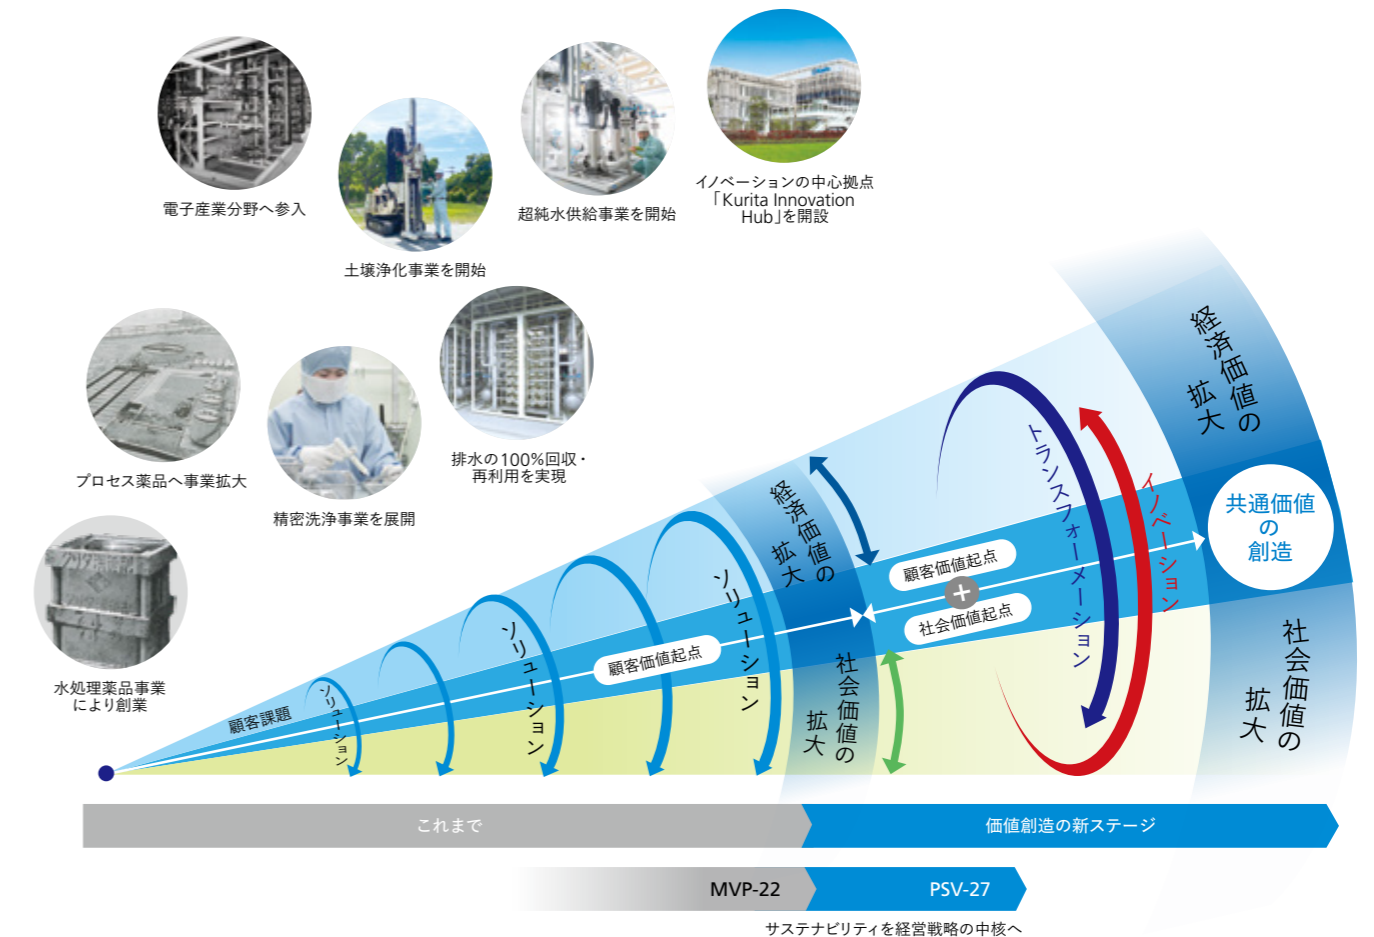 電子産業分野へ参入
土壌浄化事業を開始
超純水供給事業を開始
イノベーションの中心拠点
「Kurita Innovation
Hub」を開設
プロセス薬品へ事業拡大
精密洗浄事業を展開
排水の100%回収・
再利用を実現
水処理薬品事業
により創業
顧客課題
ソリューション
ソリューション
顧客価値起点
ソリューション
経済価値の
拡大
社会価値の
拡大
顧客価値起点
+
社会価値起点
トランスフォーメーション
イノベーション
経済価値の
拡大
共通価値
の
創造
社会価値の
拡大
これまで
価値創造の新ステージ
MVP-22
PSV-27
サステナビリティを経営戦略の中核へ